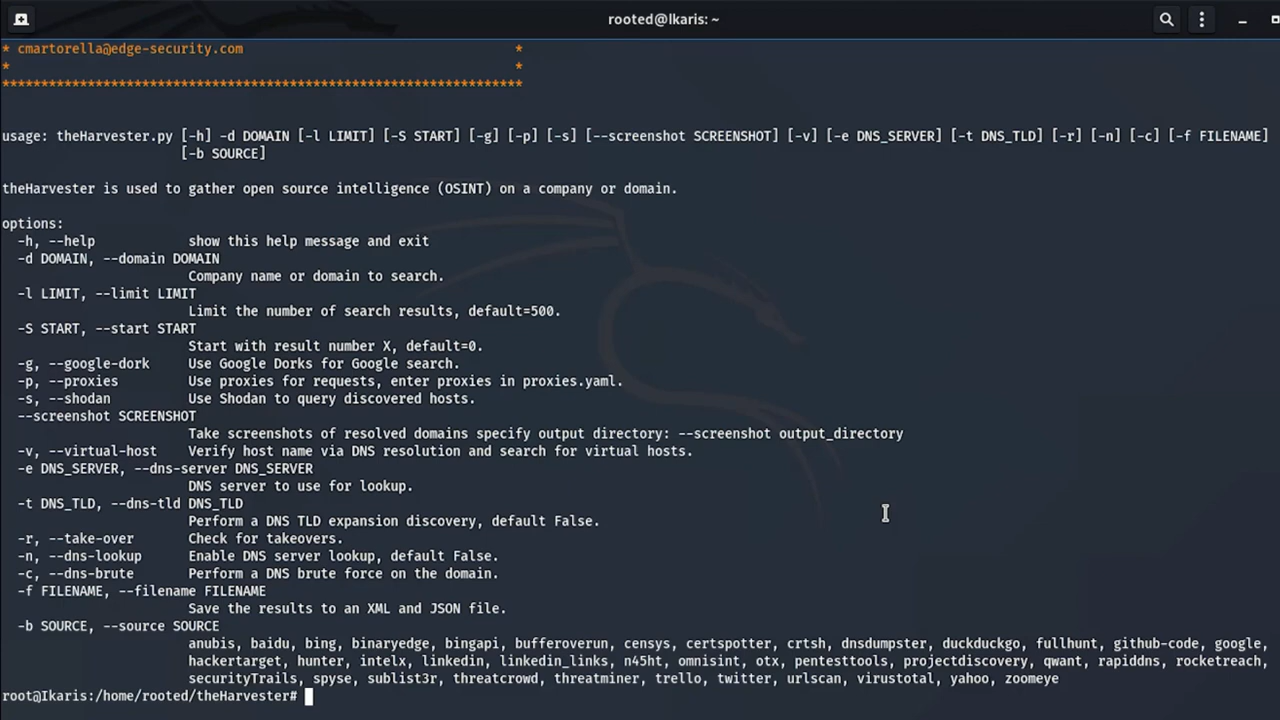 rooted@Ikaris: ~
* cmartorella@edge-security.com *
* *
*******************************************************************
usage: theHarvester.py [-h] -d DOMAIN [-l LIMIT] [-S START] [-g] [-p] [-s] [--screenshot SCREENSHOT] [-v] [-e DNS_SERVER] [-t DNS_TLD] [-r] [-n] [-c] [-f FILENAME]
[-b SOURCE]
theHarvester is used to gather open source intelligence (OSINT) on a company or domain.
options:
-h, --help show this help message and exit
-d DOMAIN, --domain DOMAIN
Company name or domain to search.
-l LIMIT, --limit LIMIT
Limit the number of search results, default=500.
-S START, --start START
Start with result number X, default=0.
-g, --google-dork Use Google Dorks for Google search.
-p, --proxies Use proxies for requests, enter proxies in proxies.yaml.
-s, --shodan Use Shodan to query discovered hosts.
--screenshot SCREENSHOT
Take screenshots of resolved domains specify output directory: --screenshot output_directory
-v, --virtual-host Verify host name via DNS resolution and search for virtual hosts.
-e DNS_SERVER, --dns-server DNS_SERVER
DNS server to use for lookup.
-t DNS_TLD, --dns-tld DNS_TLD
Perform a DNS TLD expansion discovery, default False.
-r, --take-over Check for takeovers.
-n, --dns-lookup Enable DNS server lookup, default False.
-c, --dns-brute Perform a DNS brute force on the domain.
-f FILENAME, --filename FILENAME
Save the results to an XML and JSON file.
-b SOURCE, --source SOURCE
anubis, baidu, bing, binaryedge, bingapi, bufferoverun, censys, certspotter, crtsh, dnsdumpster, duckduckgo, fullhunt, github-code, google,
hackertarget, hunter, intelx, linkedin, linkedin_links, n45ht, omnisint, otx, pentesttools, projectdiscovery, qwant, rapiddns, rocketreach,
securityTrails, spyse, sublist3r, threatcrowd, threatminer, trello, twitter, urlscan, virustotal, yahoo, zoomeye
root@Ikaris:/home/rooted/theHarvester#